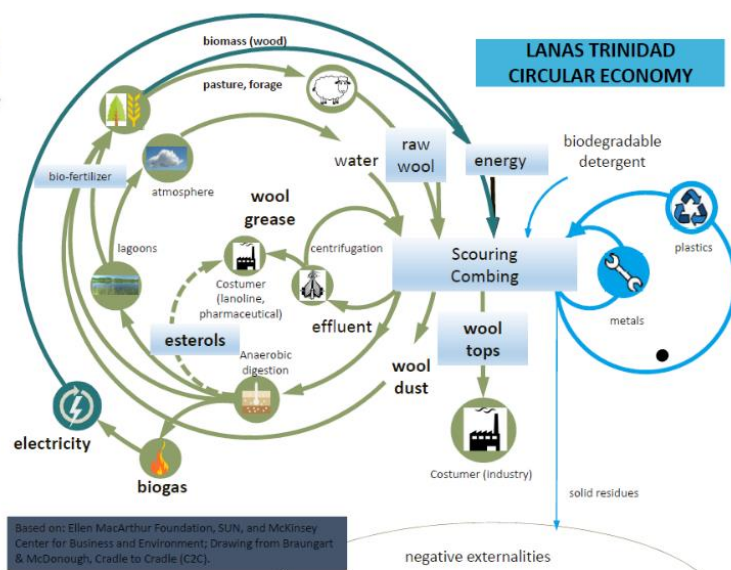 biomass (wood)
LANAS TRINIDAD
CIRCULAR ECONOMY
pasture, forage
biodegradable
detergent
water
raw
wool
energy
bio-fertilizer
atmosphere
wool
grease
plastics
lagoons
centrifugation
Scouring
Combing
Costumer
(lanoline,
pharmaceutical)
metals
effluent
esterols
wool
tops
Anaerobic
digestion
wool
dust
electricity
biogas
Costumer (industry)
solid residues
Based on: Ellen MacArthur Foundation, SUN, and McKinsey
Center for Business and Environment; Drawing from Braungart
& McDonough, Cradle to Cradle (C2C).
negative externalities